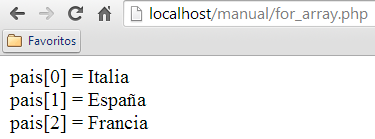 localhost/manual/for_array.php
Favoritos
pais[0] = Italia
pais[1] = España
pais[2] = Francia